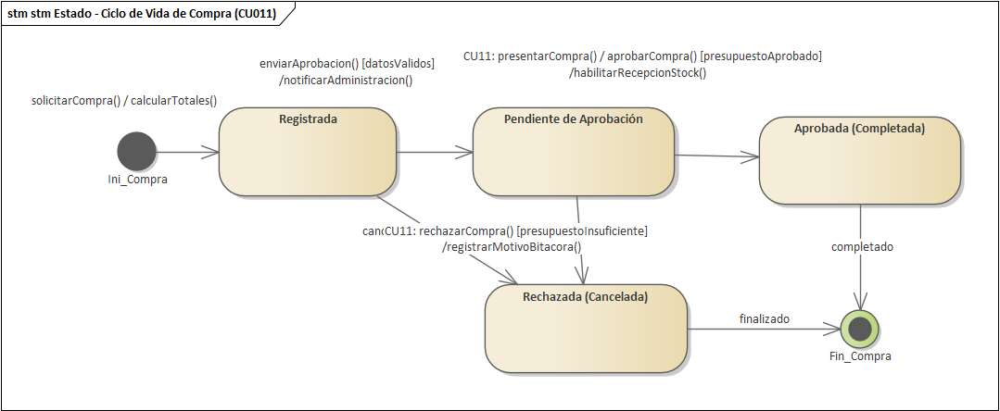 stm stm Estado - Ciclo de Vida de Compra (CU011)
CU11: presentarCompra() / aprobarCompra() [presupuestoAprobado]
/habilitarRecepcionStock()
enviarAprobacion() [datosValidos]
/notificarAdministracion()
solicitarCompra() / calcularTotales()
Registrada
Pendiente de Aprobación
Aprobada (Completada)
Ini_Compra
CU11: rechazarCompra() [presupuestoInsuficiente]
/registrarMotivoBitacora()
completado
Rechazada (Cancelada)
finalizado
Fin_Compra